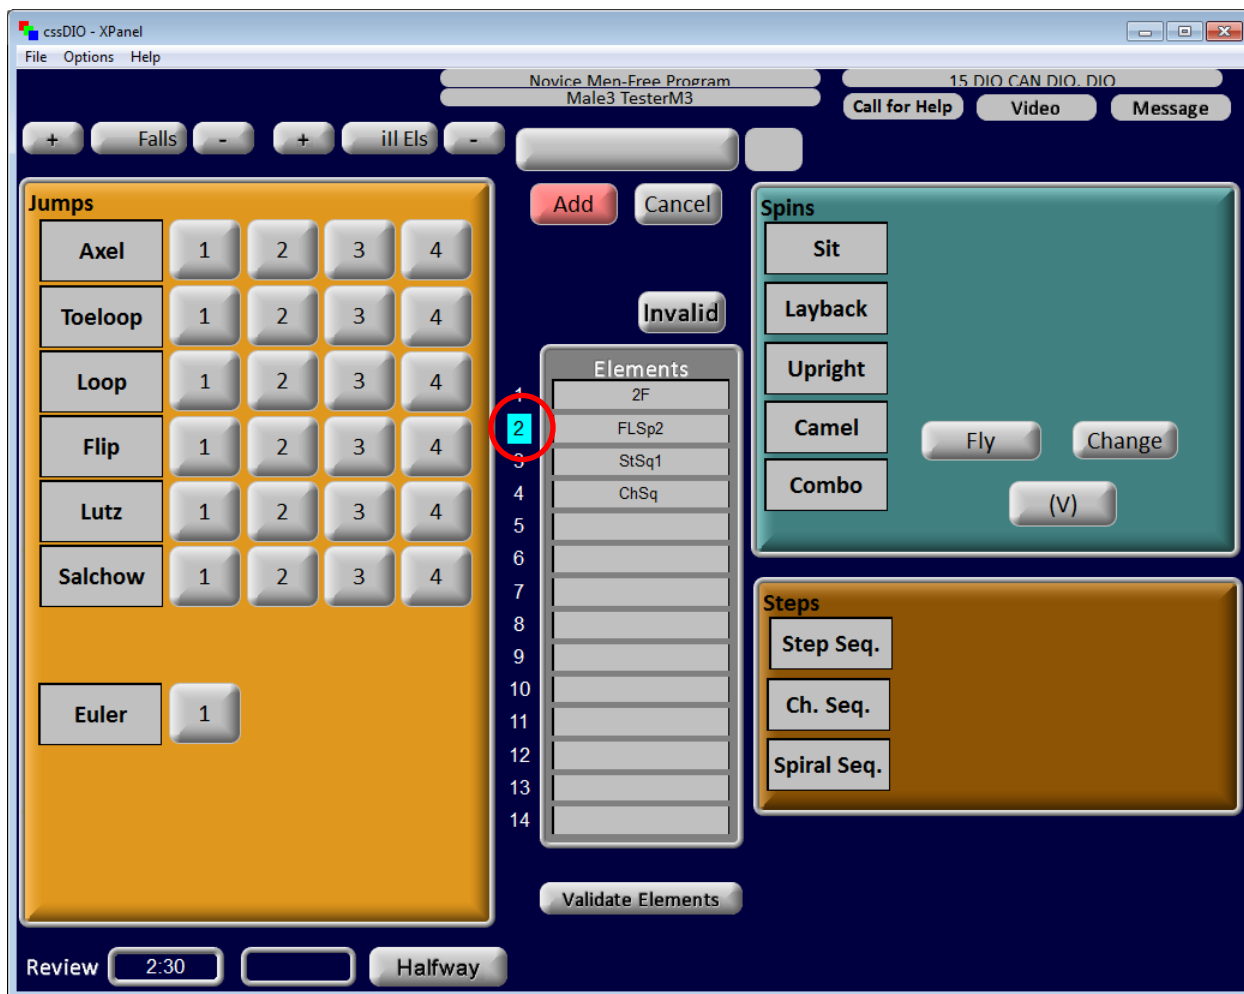 cssDIO - XPanel
File Options Help
Novice Men-Free Program
15 DIO CAN DIO, DIO
Male3 TesterM3
Call for Help Video Message
+ Falls - + ill Els -
Add Cancel
Invalid
Jumps
Axel 1 2 3 4
Toeloop 1 2 3 4
Loop 1 2 3 4
Flip 1 2 3 4
Lutz 1 2 3 4
Salchow 1 2 3 4
Euler 1
Elements
1 2F
2 FLSp2
3 StSq1
4 ChSq
5
6
7
8
9
10
11
12
13
14
Validate Elements
Spins
Sit
Layback
Upright
Camel
Combo
Fly Change
(V)
Steps
Step Seq.
Ch. Seq.
Spiral Seq.
Review 2:30 Halfway